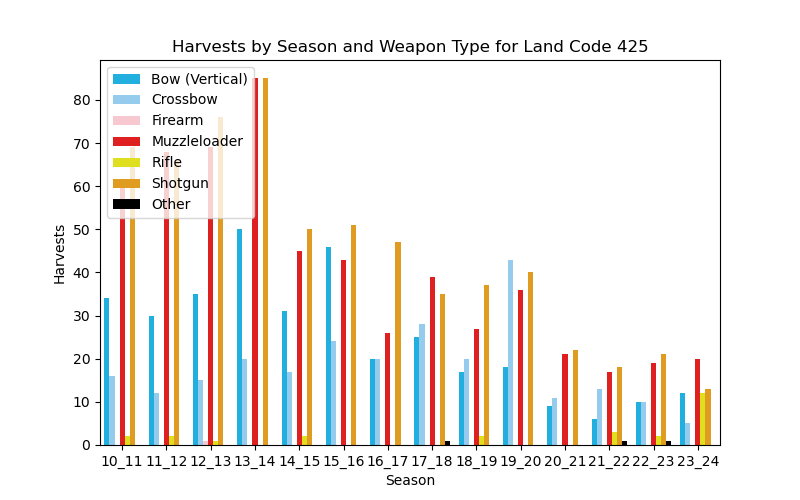 Harvests by Season and Weapon Type for Land Code 425
Bow (Vertical)
Crossbow
Firearm
Muzzleloader
Rifle
Shotgun
Other
Harvests
80
70
60
50
40
30
20
10
0
10_11 11_12 12_13 13_14 14_15 15_16 16_17 17_18 18_19 19_20 20_21 21_22 22_23 23_24
Season